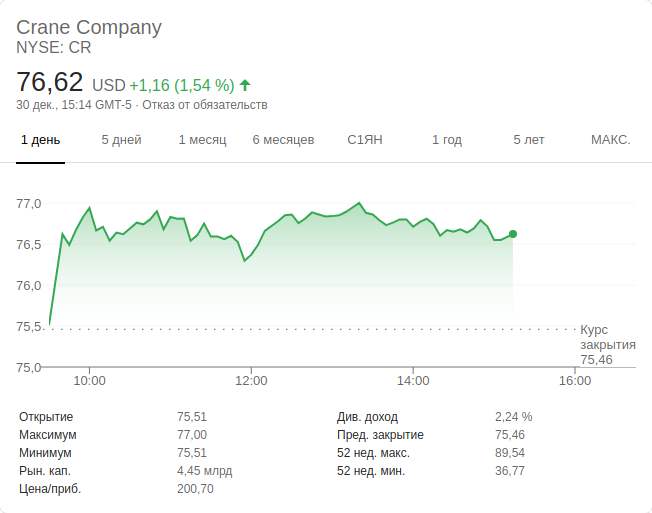 Crane Company
NYSE: CR
76,62 USD +1,16 (1,54 %)
30 дек., 15:14 GMT-5 · Отказ от обязательств
1 день 5 дней 1 месяц 6 месяцев С1ЯН 1 год 5 лет МАКС.
77,0
76,5
76,0
75,5
Курс
закрытия
75,46
75,0
10:00 12:00 14:00 16:00
Открытие 75,51 Див. доход 2,24 %
Максимум 77,00 Пред. закрытие 75,46
Минимум 75,51 52 нед. макс. 89,54
Рын. кап. 4,45 млрд 52 нед. мин. 36,77
Цена/приб. 200,70